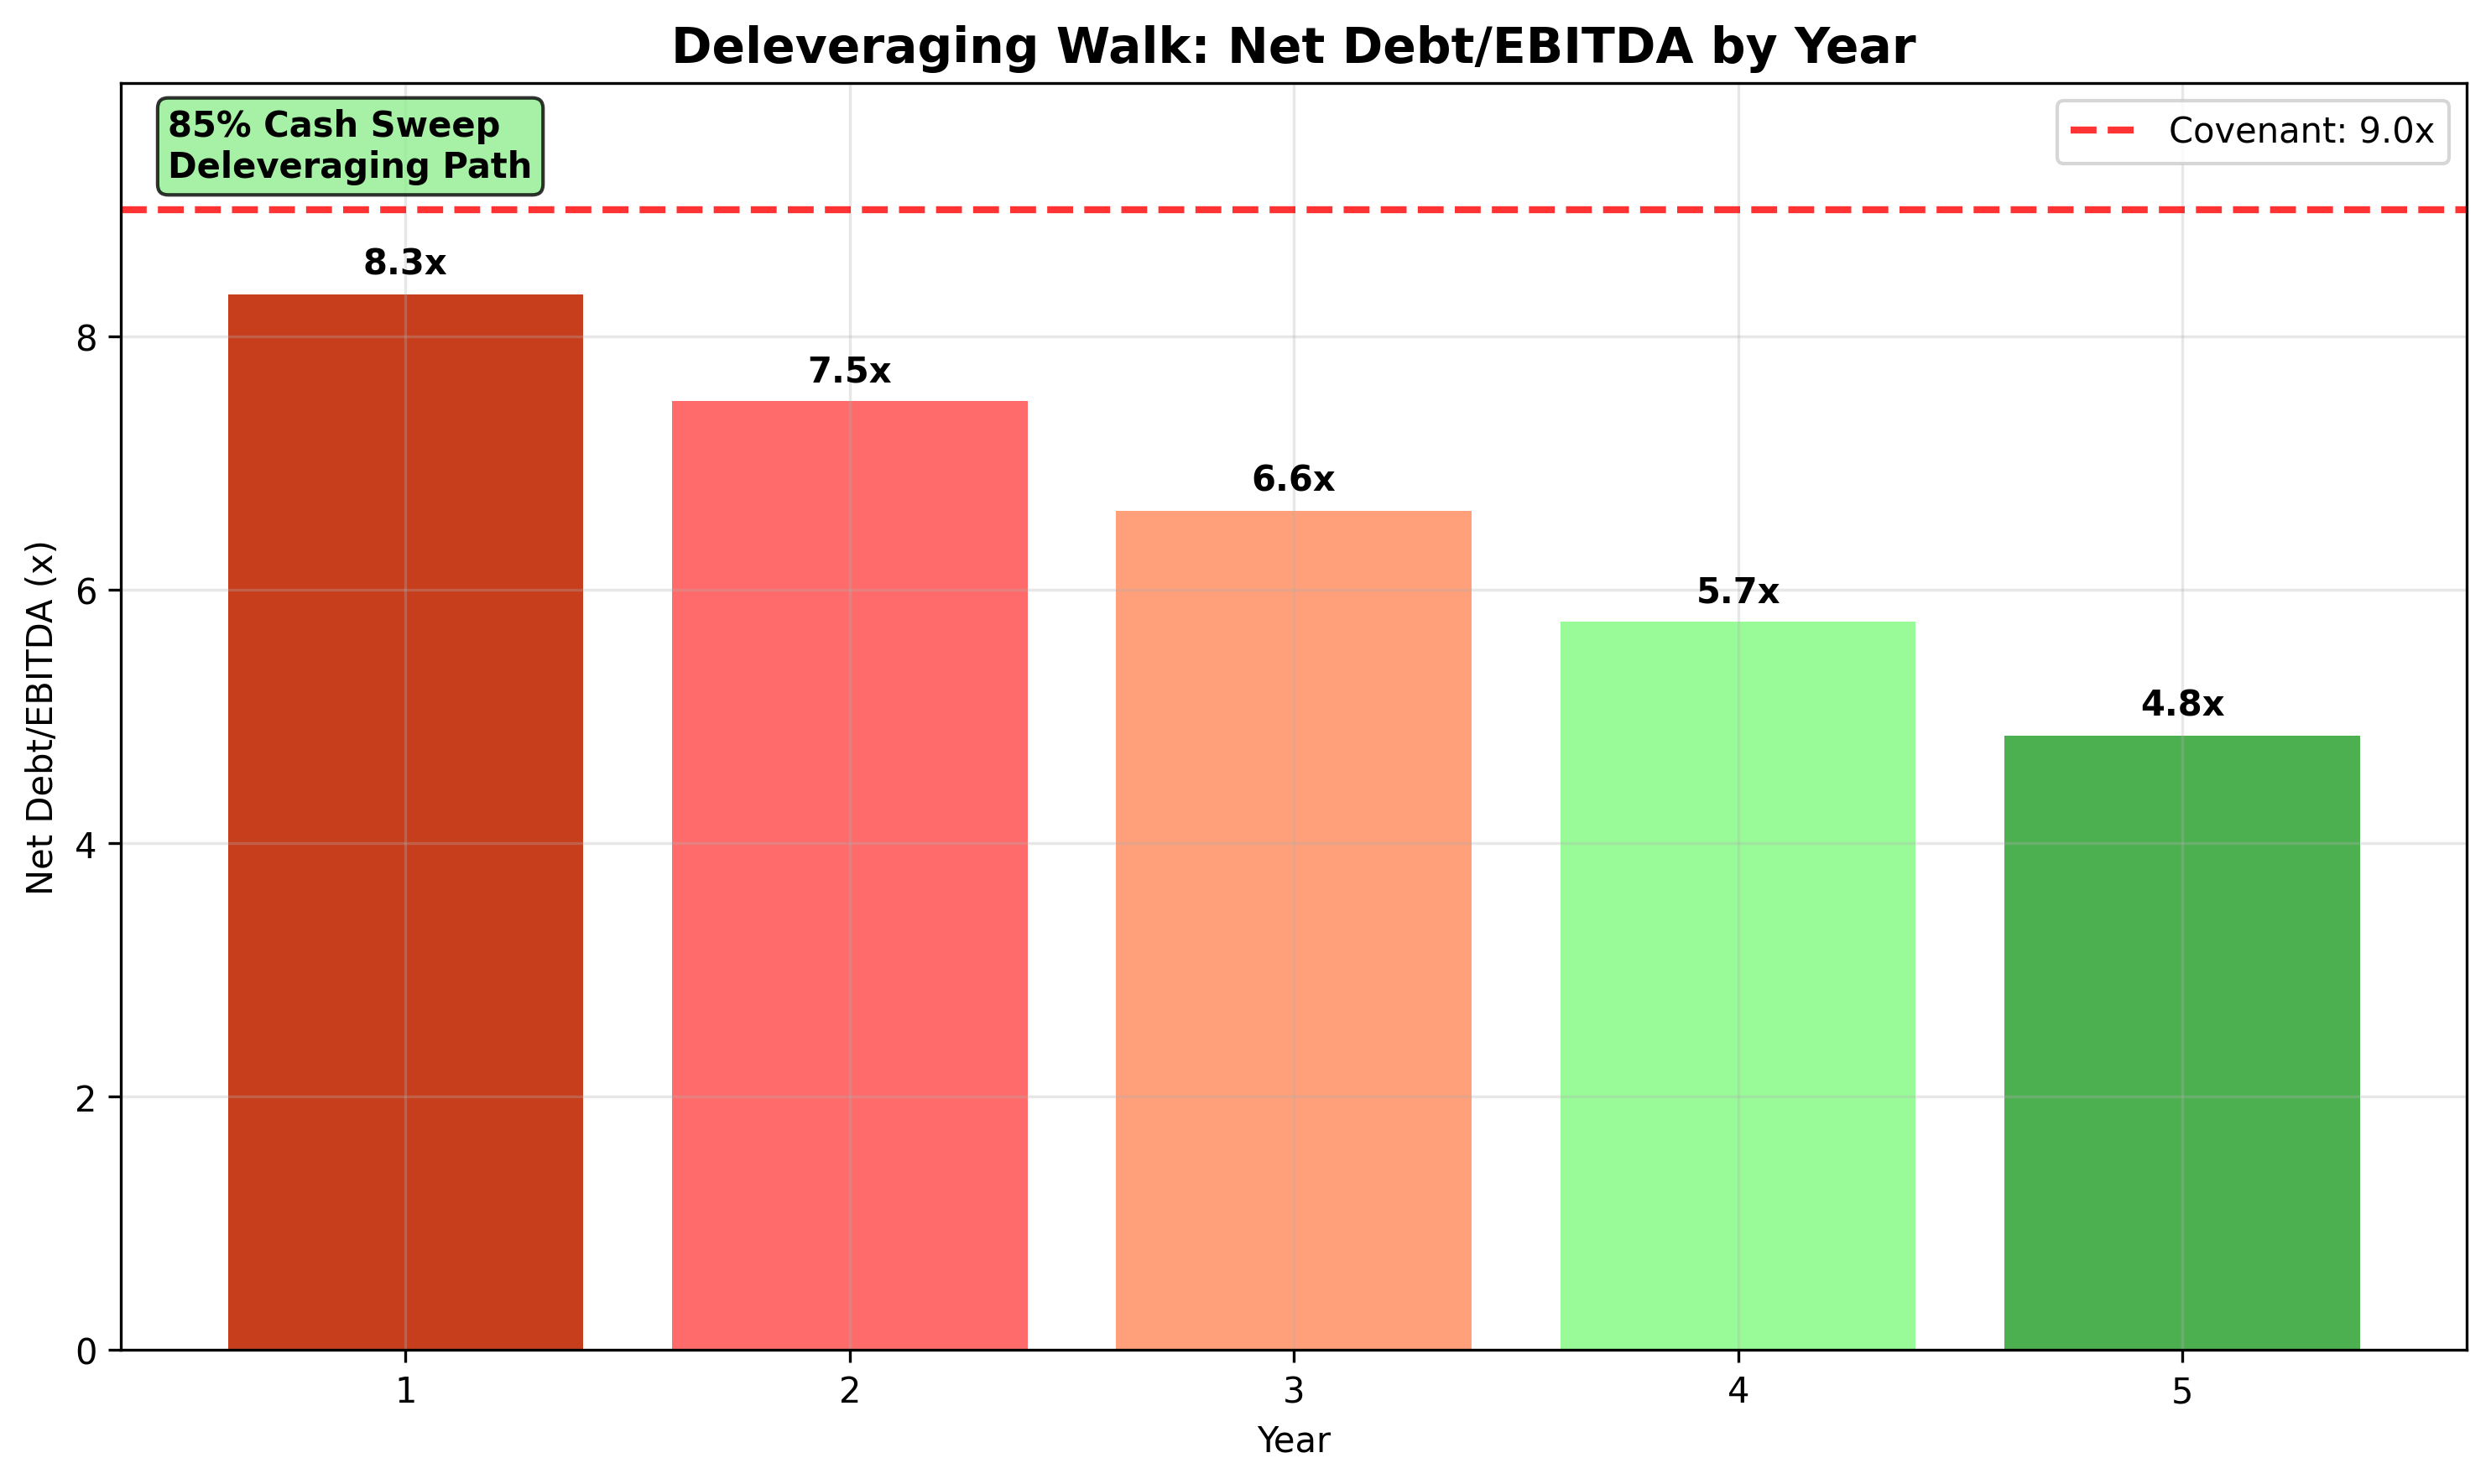 Deleveraging Walk: Net Debt/EBITDA by Year
85% Cash Sweep
Deleveraging Path
Covenant: 9.0x
8.3x
7.5x
6.6x
5.7x
4.8x
Net Debt/EBITDA (x)
8
6
4
2
0
1
2
3
4
5
Year